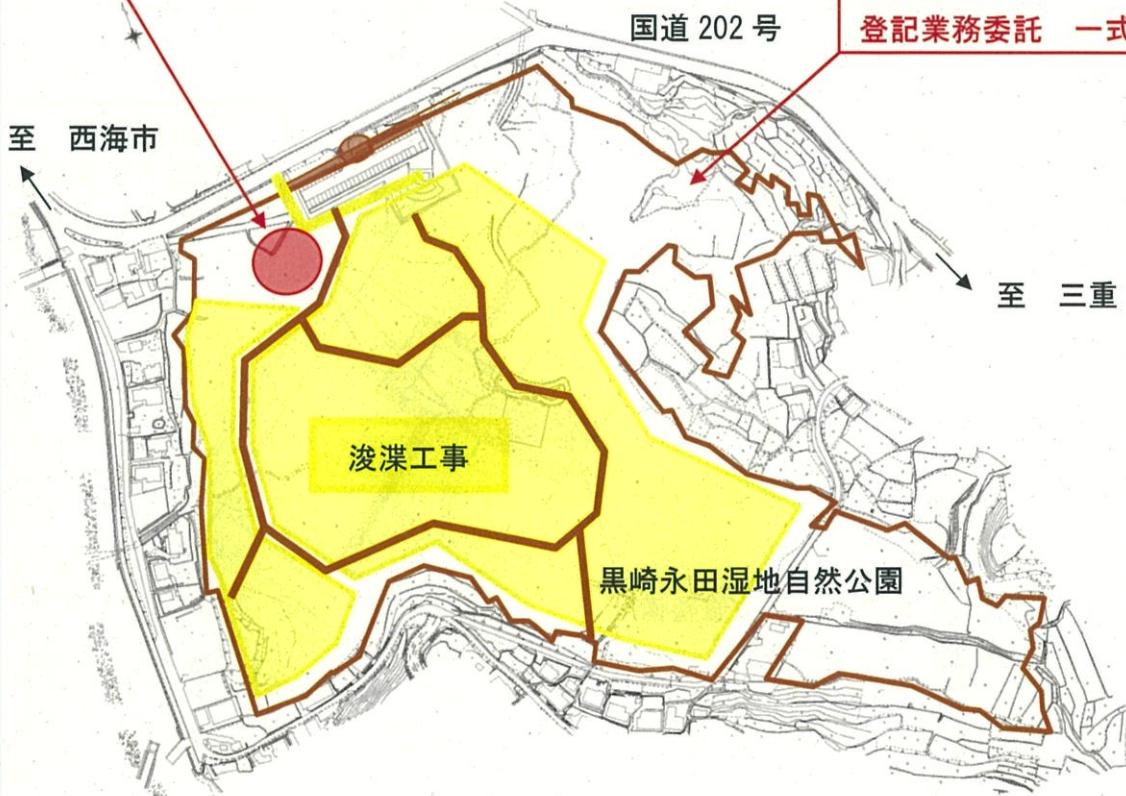 国道 202 号
登記業務委託 一式
至 西海市
至 三重
浚渫工事
黒崎永田湿地自然公園